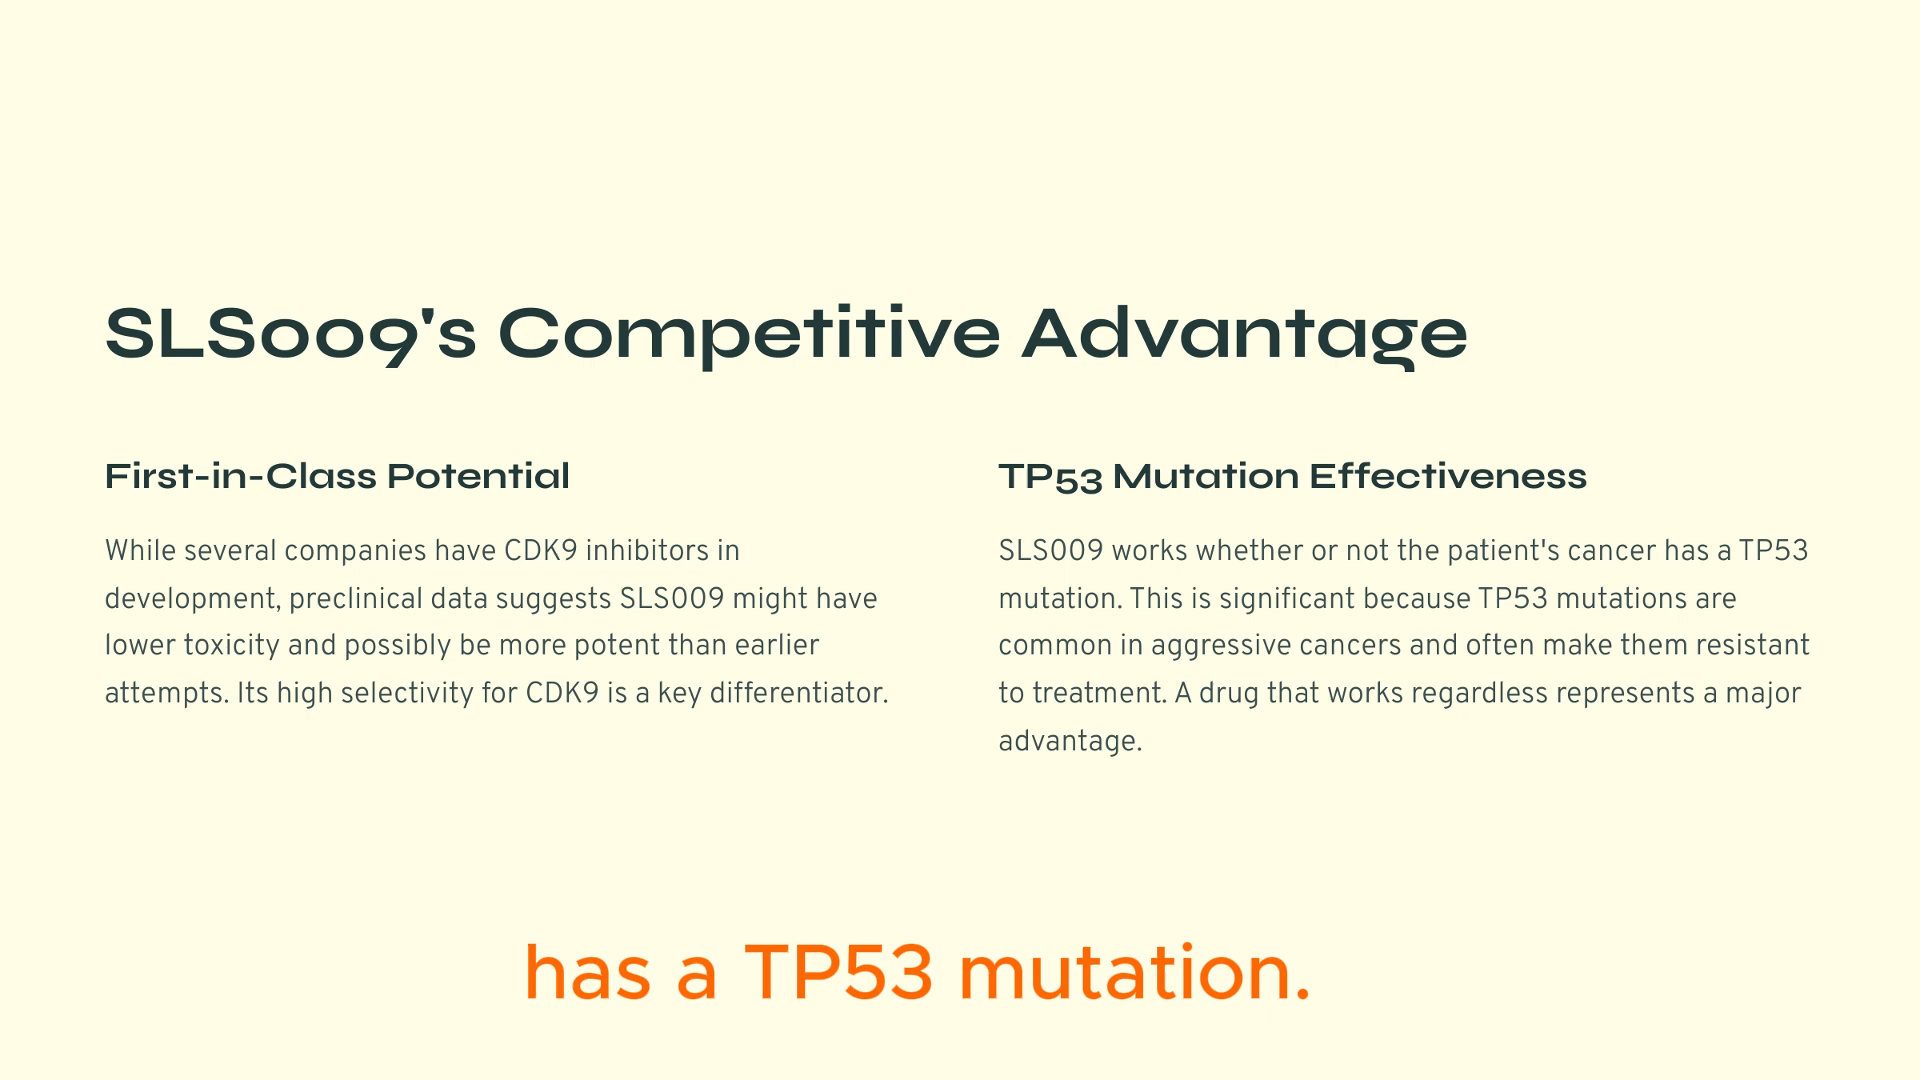 SLS009's Competitive Advantage
First-in-Class Potential
While several companies have CDK9 inhibitors in
development, preclinical data suggests SLS009 might have
lower toxicity and possibly be more potent than earlier
attempts. Its high selectivity for CDK9 is a key differentiator.
TP53 Mutation Effectiveness
SLS009 works whether or not the patient's cancer has a TP53
mutation. This is significant because TP53 mutations are
common in aggressive cancers and often make them resistant
to treatment. A drug that works regardless represents a major
advantage.
has a TP53 mutation.